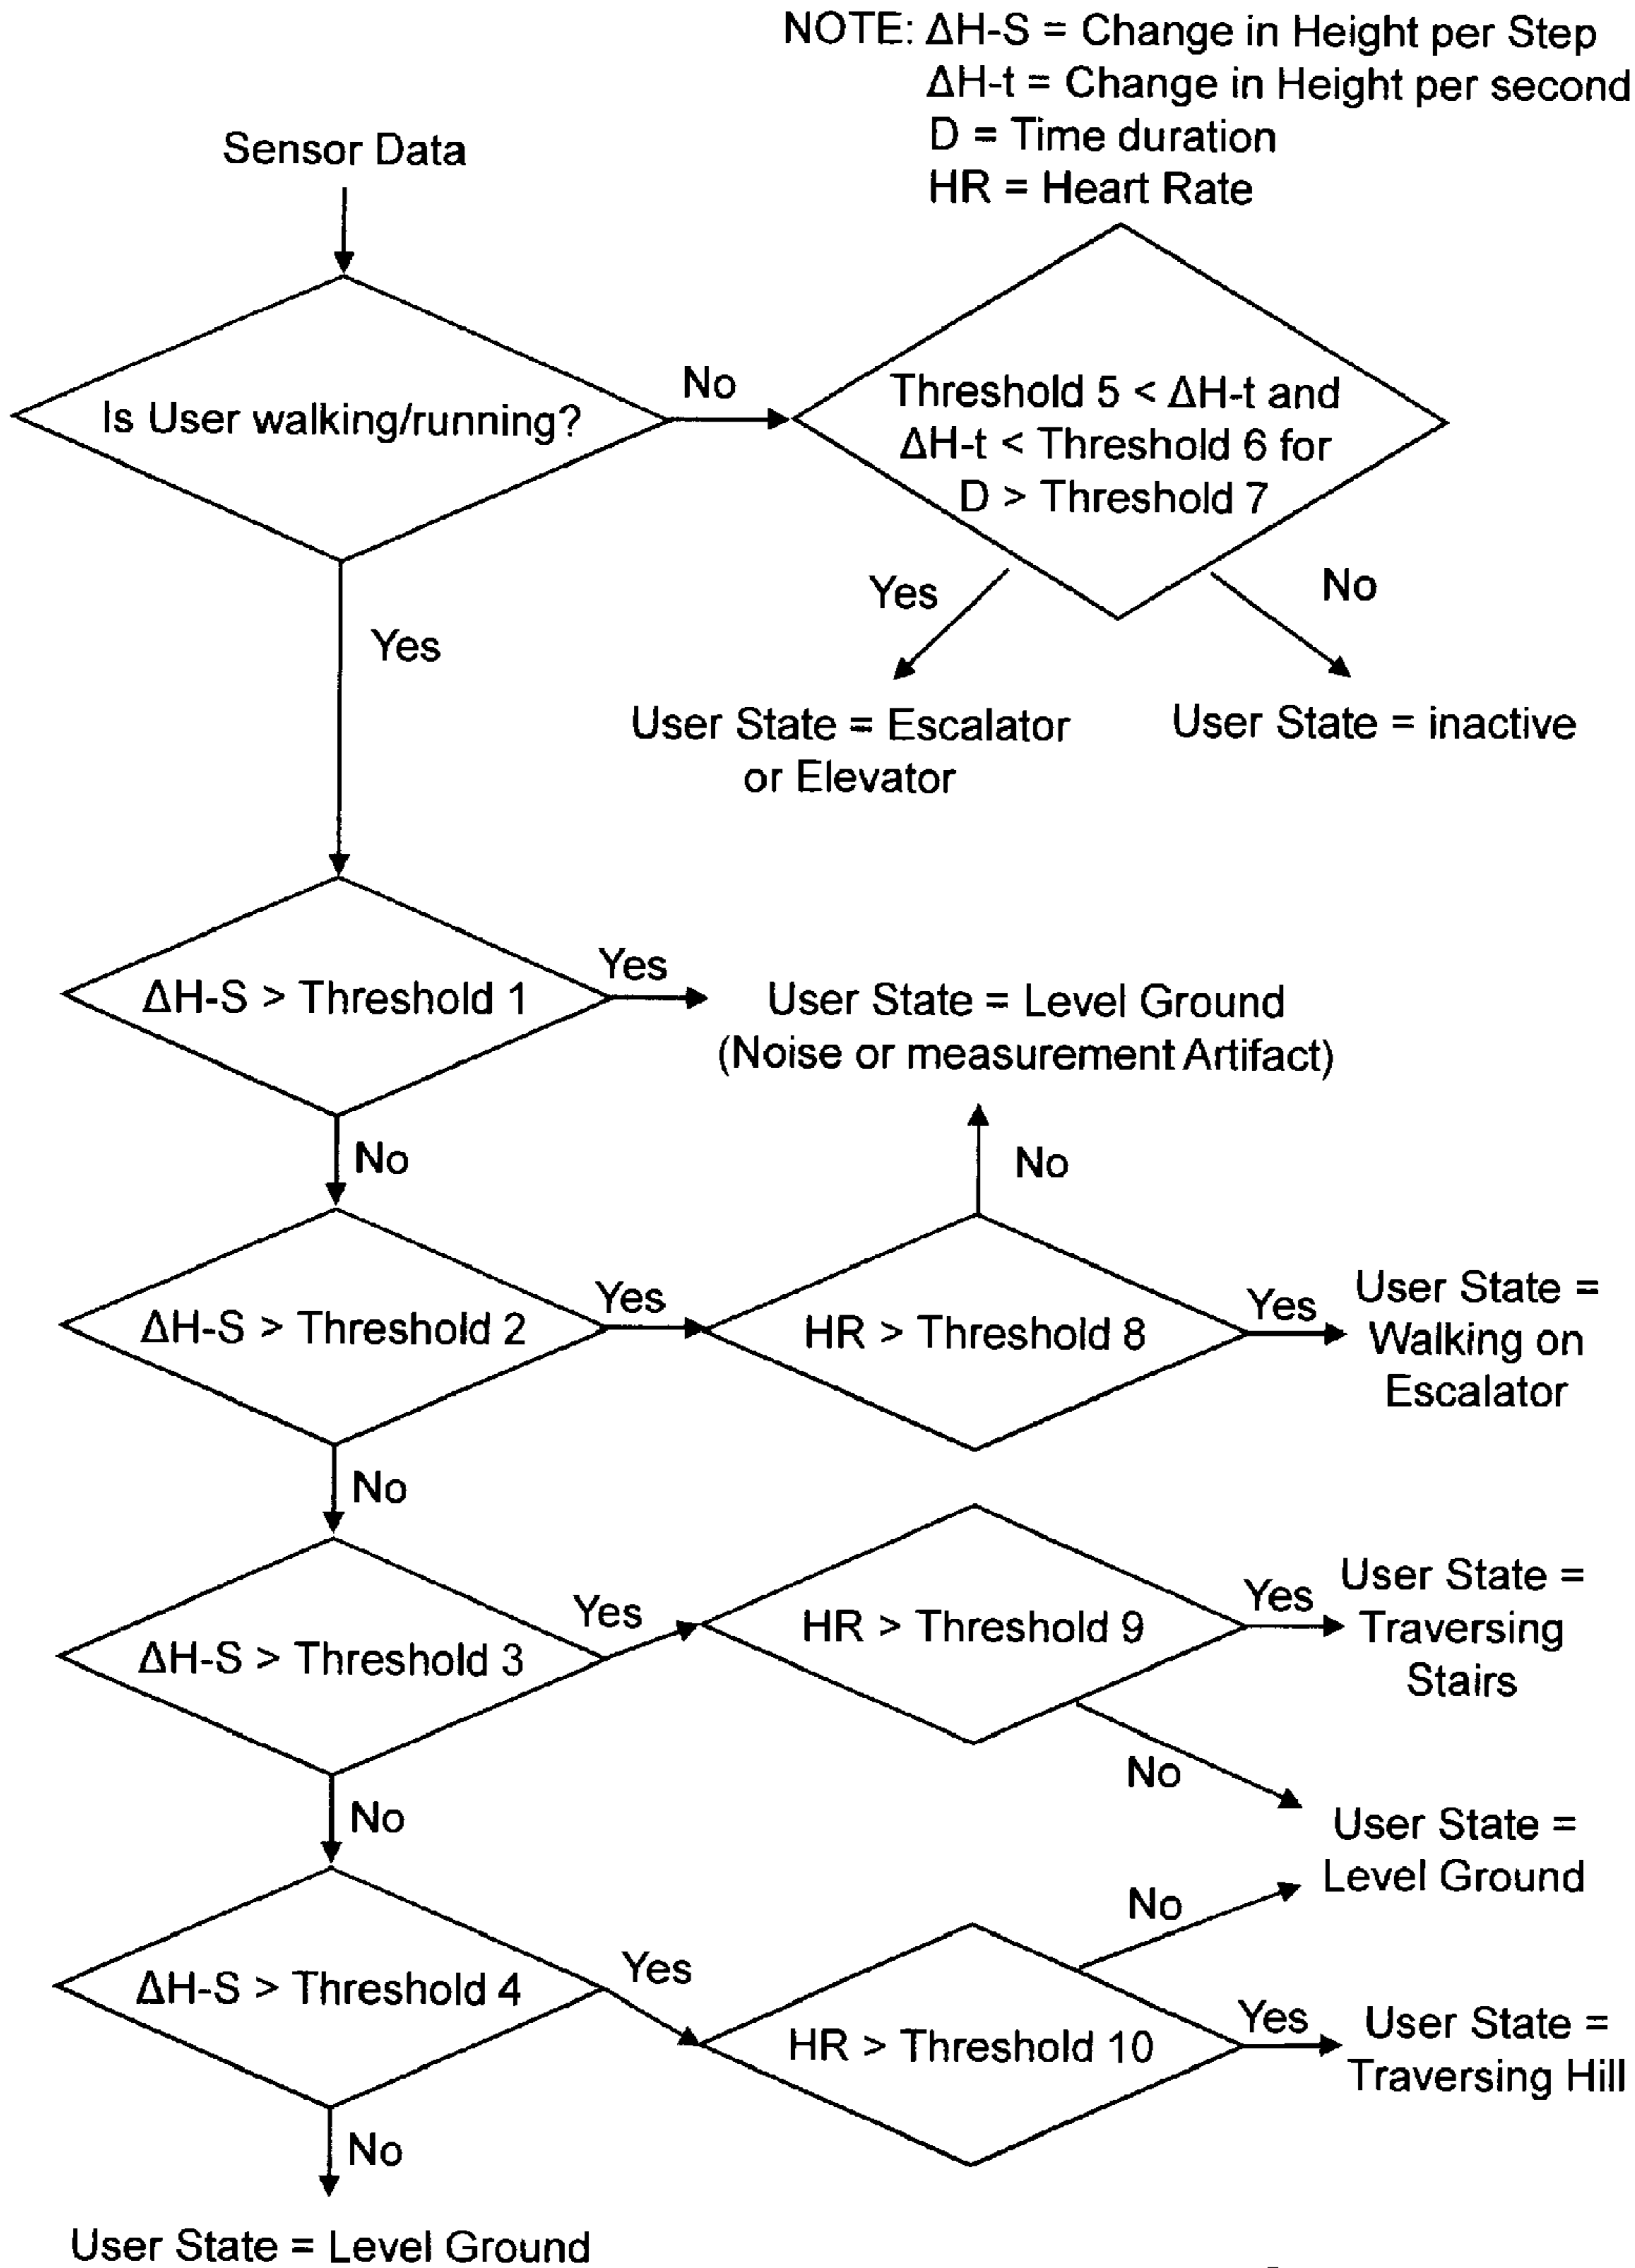 NOTE: ΔH-S = Change in Height per Step
ΔH-t = Change in Height per second
D = Time duration
HR = Heart Rate
Sensor Data
Is User walking/running?
No
Threshold 5 < ΔH-t and
ΔH-t < Threshold 6 for
D > Threshold 7
Yes
No
User State = Escalator
or Elevator
User State = inactive
Yes
ΔH-S > Threshold 1
Yes
User State = Level Ground
(Noise or measurement Artifact)
No
No
ΔH-S > Threshold 2
Yes
HR > Threshold 8
Yes
User State =
Walking on
Escalator
No
ΔH-S > Threshold 3
Yes
HR > Threshold 9
Yes
User State =
Traversing
Stairs
No
No
User State =
Level Ground
No
ΔH-S > Threshold 4
Yes
HR > Threshold 10
Yes
User State =
Traversing Hill
No
User State = Level Ground